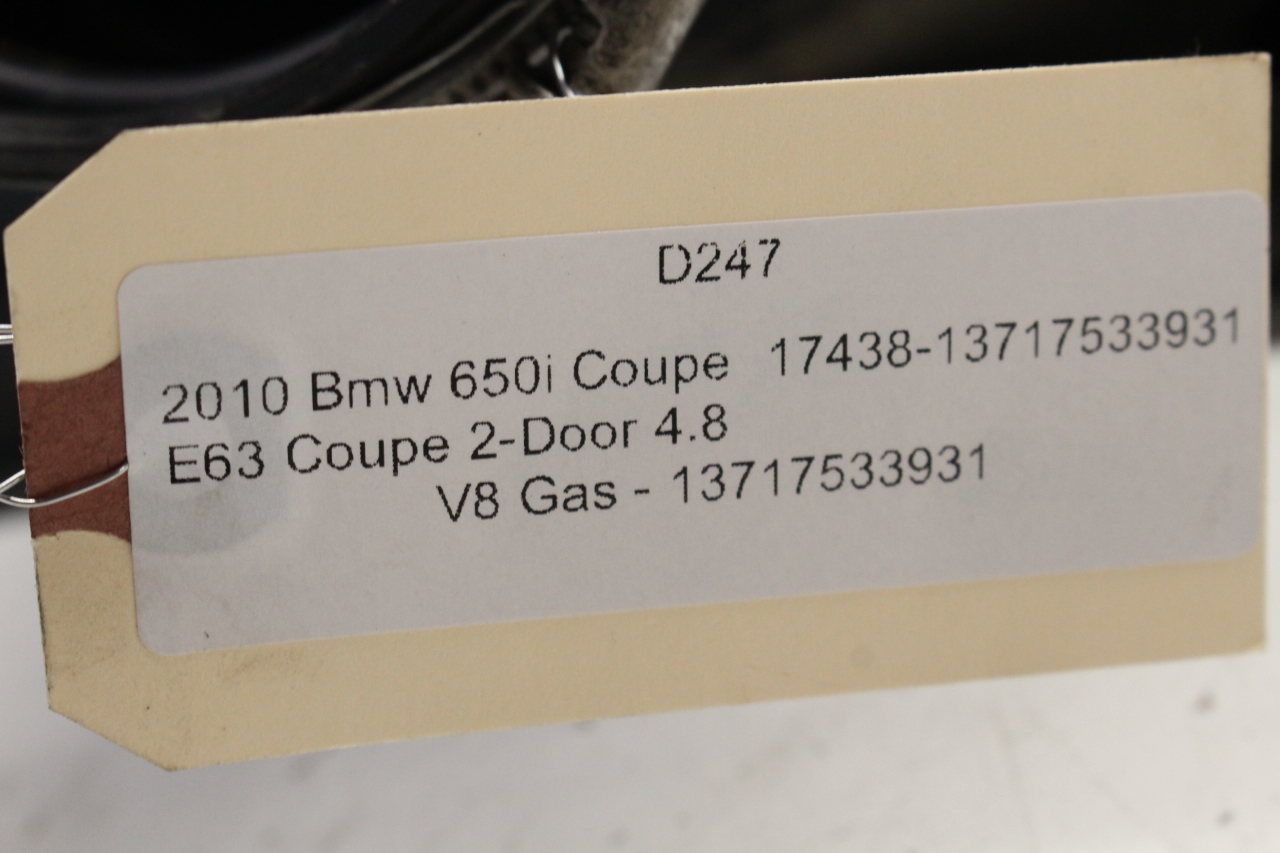 D247
2010 Bmw 650i Coupe 17438-13717533931
E63 Coupe 2-Door 4.8
V8 Gas - 13717533931